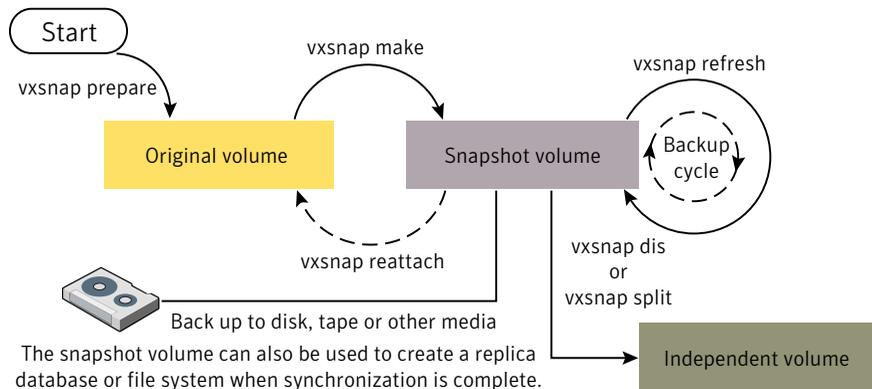 Start
vxsnap prepare
vxsnap make
vxsnap refresh
Original volume
Snapshot volume
Backup
cycle
vxsnap reattach
vxsnap dis
or
vxsnap split
Back up to disk, tape or other media
The snapshot volume can also be used to create a replica
database or file system when synchronization is complete.
Independent volume